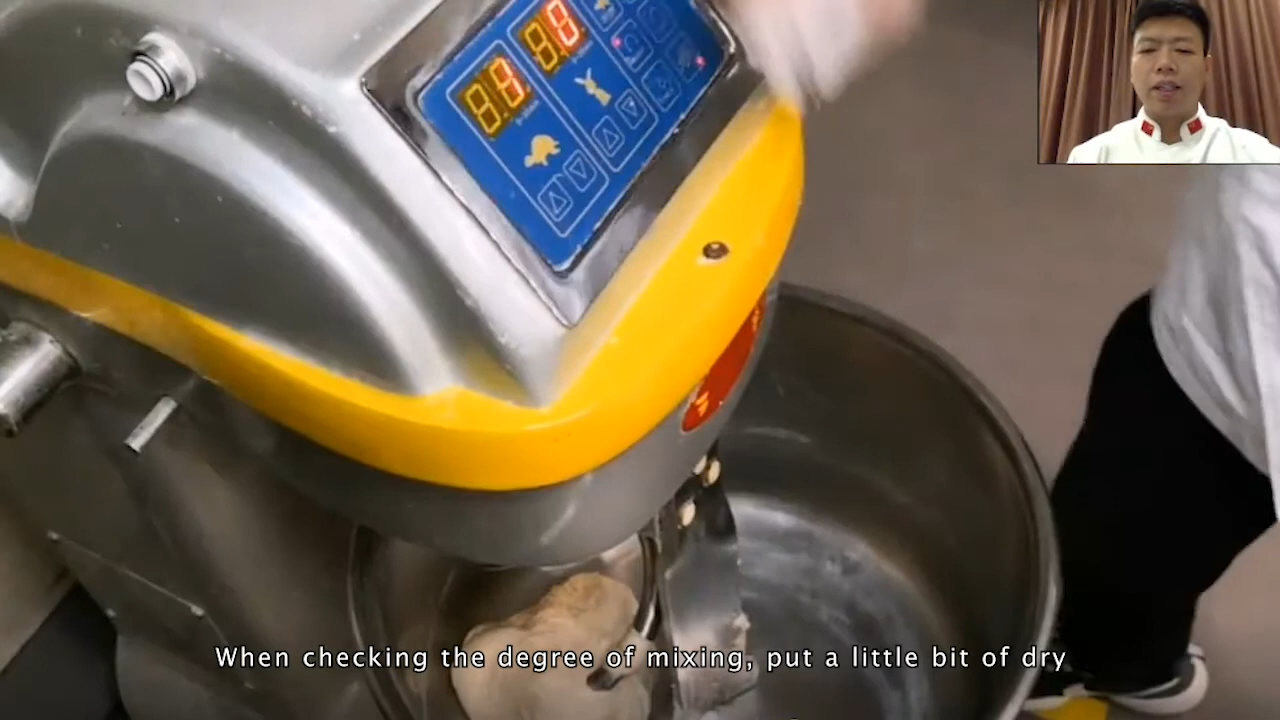 When checking the degree of mixing, put a little bit of dry